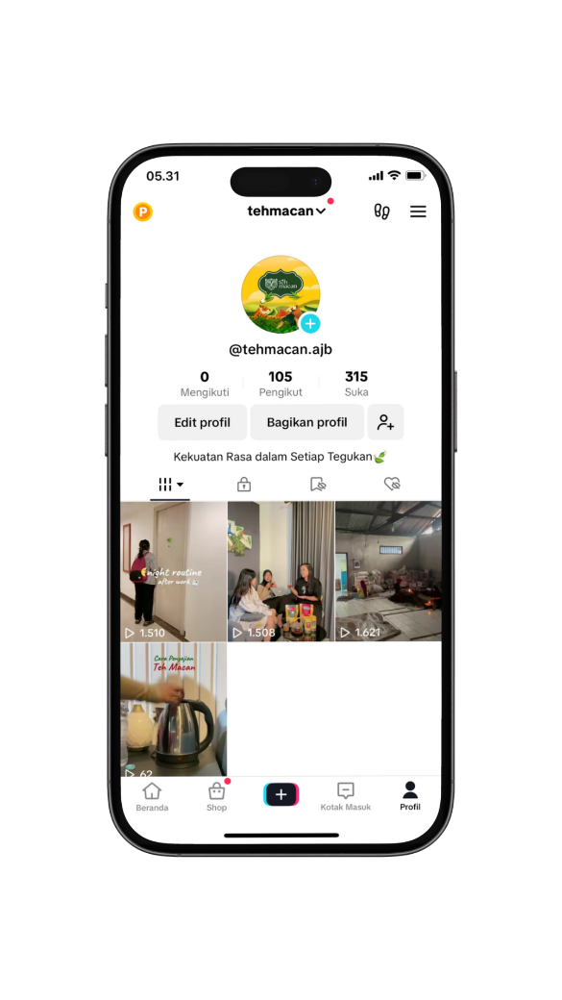 05.31
P
tehmacan
teh
macan
@tehmacan.ajb
0 105 315
Mengikuti Pengikut Suka
Edit profil Bagikan profil
Kekuatan Rasa dalam Setiap Tegukan
night routine
after work
1.510 1.508 1.621
Cara Penyajian
Teh Macan
62
Beranda Shop Kotak Masuk Profil